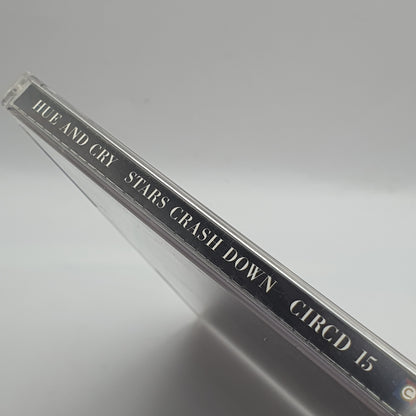 HUE AND CRY STARS CRASH DOWN CIRCD 15